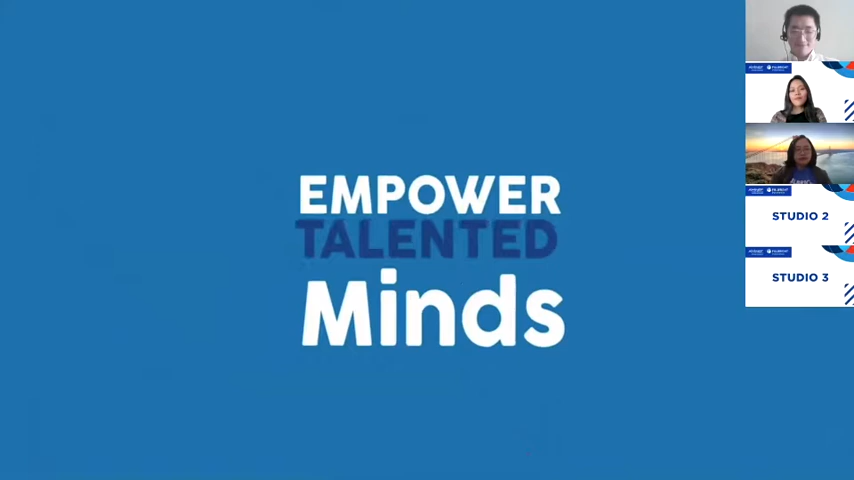 EMPOWER
TALENTED
Minds
STUDIO 2
STUDIO 3